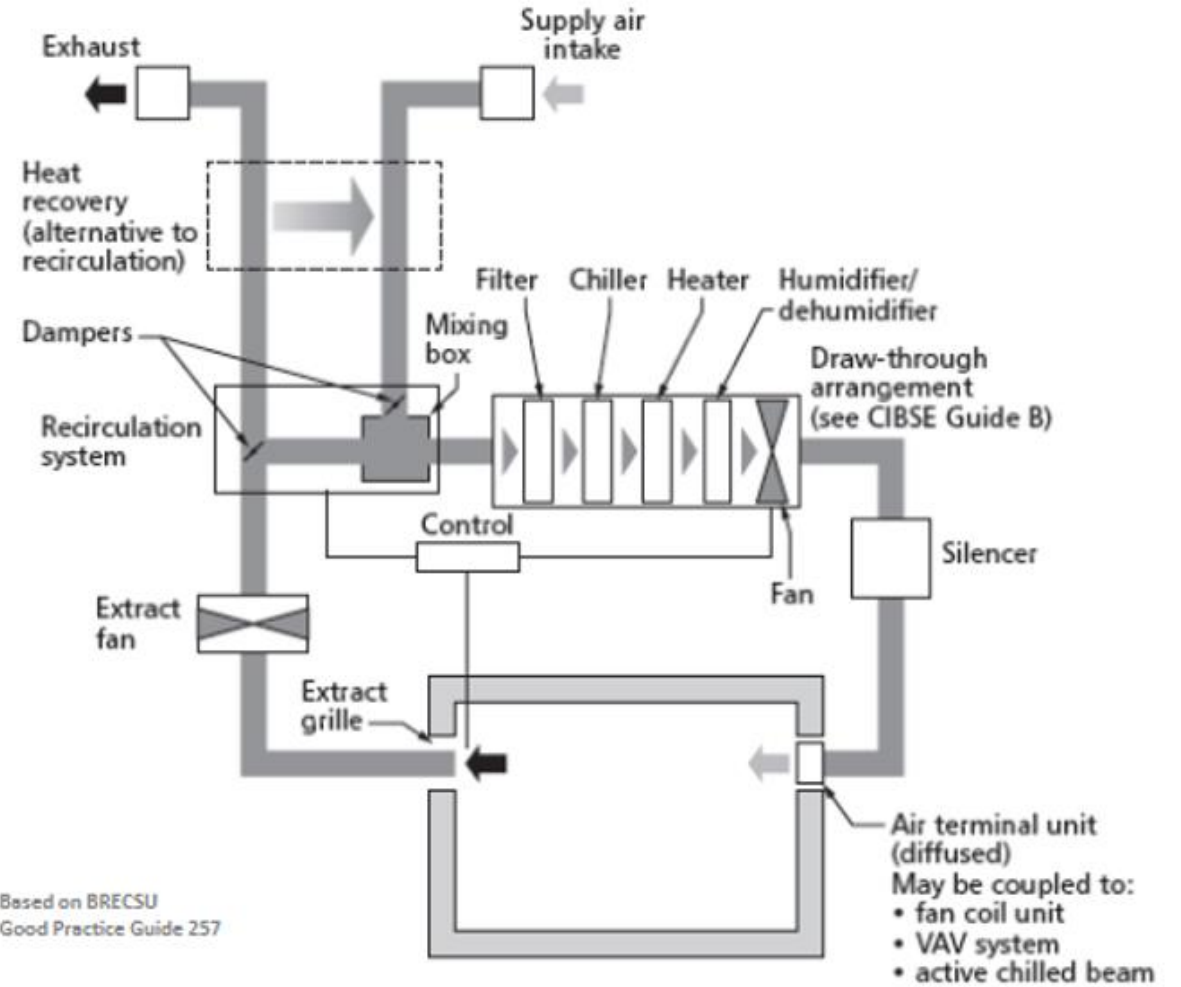 Supply air
intake
Exhaust
Heat
recovery
(alternative to
recirculation)
Filter
Chiller
Heater
Humidifier/
dehumidifier
Dampers
Mixing
box
Draw-through
arrangement
(see CIBSE Guide B)
Recirculation
system
Control
Silencer
Fan
Extract
fan
Extract
grille
Air terminal unit
(diffused)
May be coupled to:
• fan coil unit
• VAV system
• active chilled beam
Based on BRECSU
Good Practice Guide 257